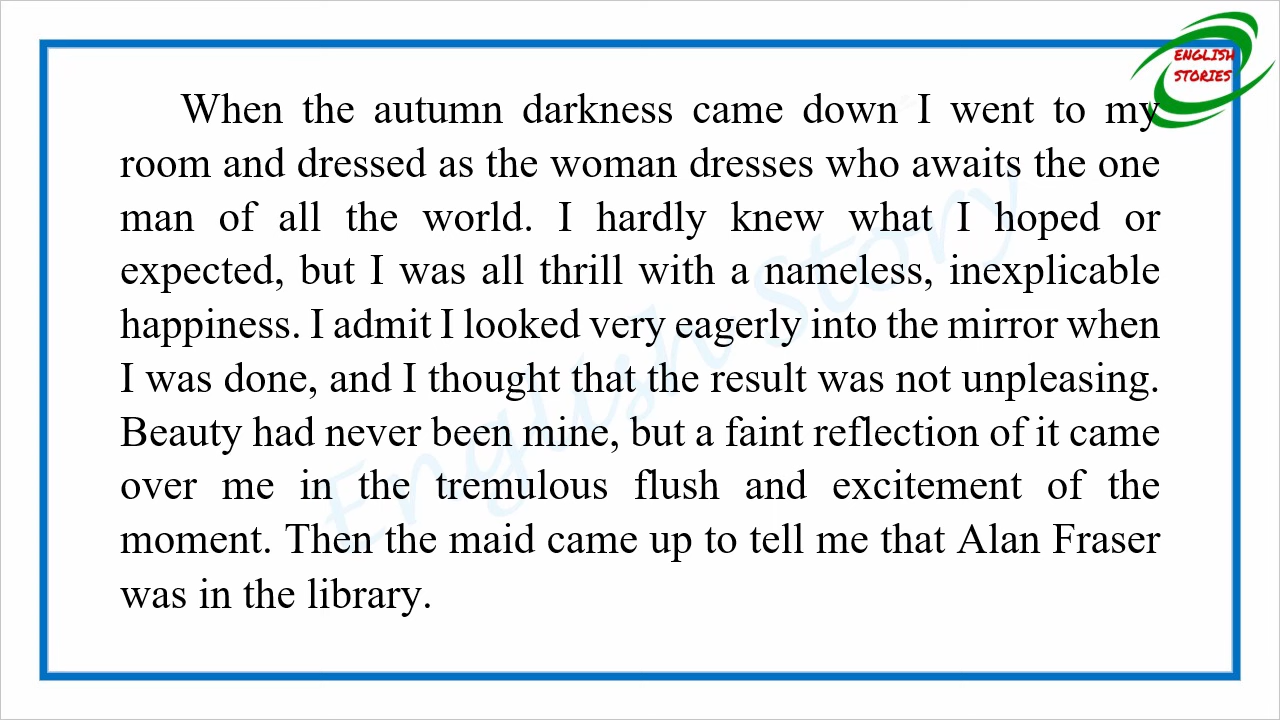 ENGLISH
STORIES
When the autumn darkness came down I went to my
room and dressed as the woman dresses who awaits the one
man of all the world. I hardly knew what I hoped or
expected, but I was all thrill with a nameless, inexplicable
happiness. I admit I looked very eagerly into the mirror when
I was done, and I thought that the result was not unpleasing.
Beauty had never been mine, but a faint reflection of it came
over me in the tremulous flush and excitement of the
moment. Then the maid came up to tell me that Alan Fraser
was in the library.
English Story